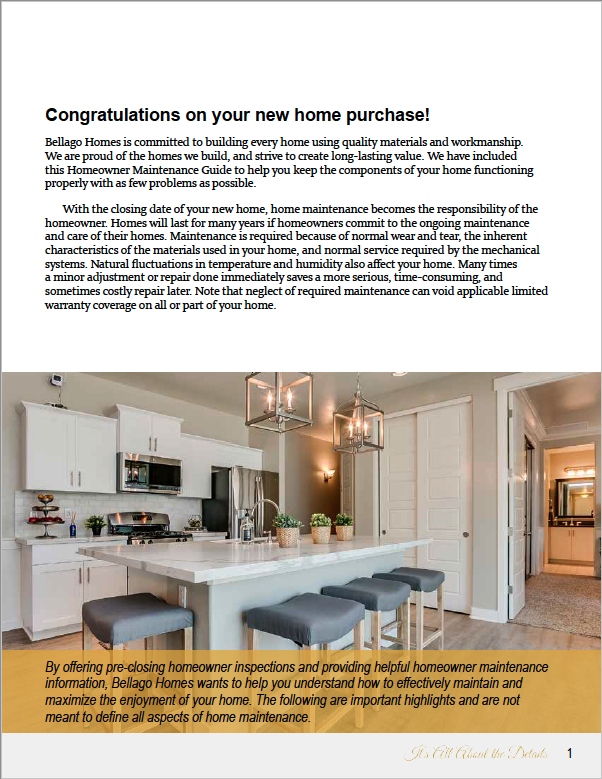 Congratulations on your new home purchase!
Bellago Homes is committed to building every home using quality materials and workmanship.
We are proud of the homes we build, and strive to create long-lasting value. We have included
this Homeowner Maintenance Guide to help you keep the components of your home functioning
properly with as few problems as possible.
With the closing date of your new home, home maintenance becomes the responsibility of the
homeowner. Homes will last for many years if homeowners commit to the ongoing maintenance
and care of their homes. Maintenance is required because of normal wear and tear, the inherent
characteristics of the materials used in your home, and normal service required by the mechanical
systems. Natural fluctuations in temperature and humidity also affect your home. Many times
a minor adjustment or repair done immediately saves a more serious, time-consuming, and
sometimes costly repair later. Note that neglect of required maintenance can void applicable limited
warranty coverage on all or part of your home.
By offering pre-closing homeowner inspections and providing helpful homeowner maintenance
information, Bellago Homes wants to help you understand how to effectively maintain and
maximize the enjoyment of your home. The following are important highlights and are not
meant to define all aspects of home maintenance.
It's All About the Details 1